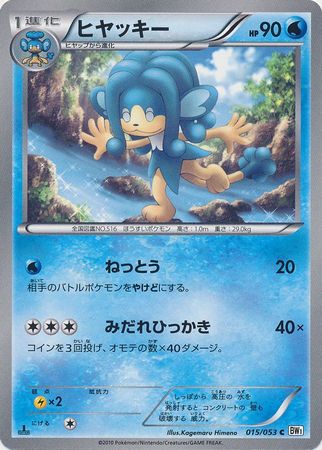 1進化 ヒヤッキー HP90
ヒヤップから進化
全国図鑑NO.516 ほうすいポケモン 高さ：1.0m 重さ：29.0kg
ねっとう 20
相手のバトルポケモンをやけどにする。
みだれひっかき 40×
コインを3回投げ、オモテの数×40ダメージ。
弱点 抵抗力
×2
にげる
しっぽから 高圧の 水を
発射すると コンクリートの 壁も
破壊する 威力。
Illus.Kagemaru Himeno 015/053 C BW1
©2010 Pokémon/Nintendo/Creatures/GAME FREAK.